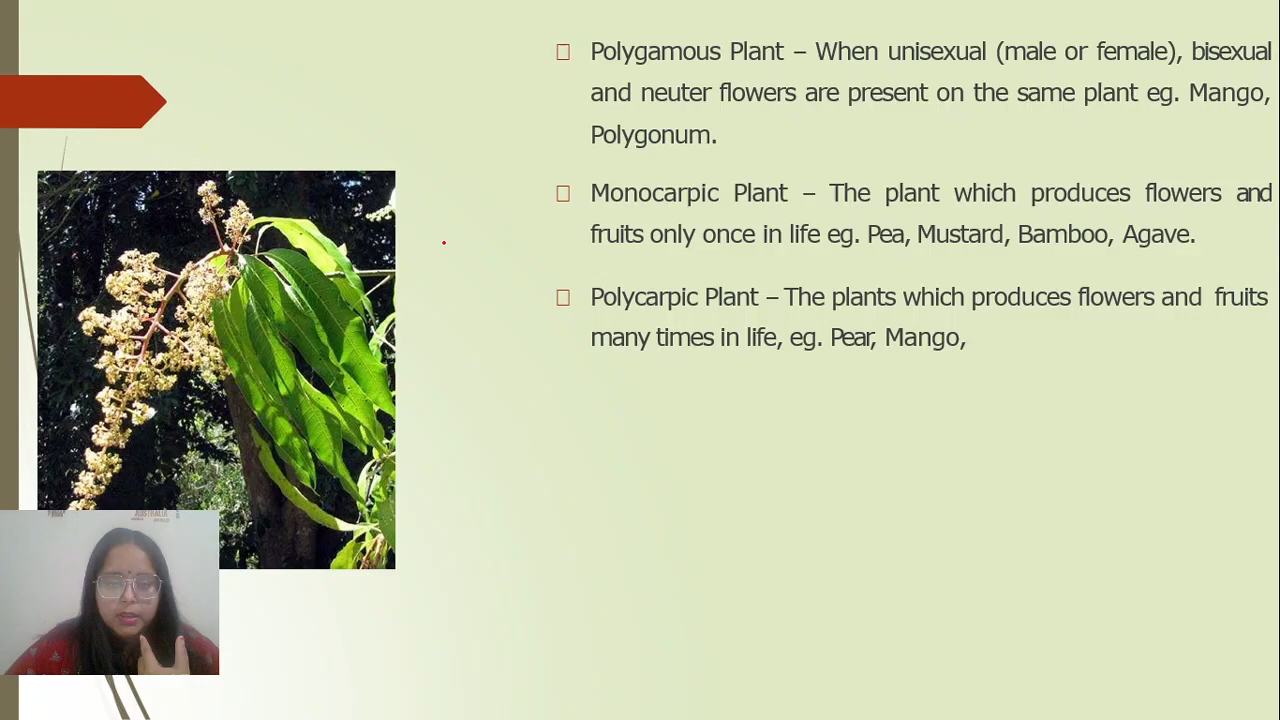 Polygamous Plant – When unisexual (male or female), bisexual
and neuter flowers are present on the same plant eg. Mango,
Polygonum.
Monocarpic Plant – The plant which produces flowers and
fruits only once in life eg. Pea, Mustard, Bamboo, Agave.
Polycarpic Plant – The plants which produces flowers and fruits
many times in life, eg. Pear, Mango,
AUSTRALIA